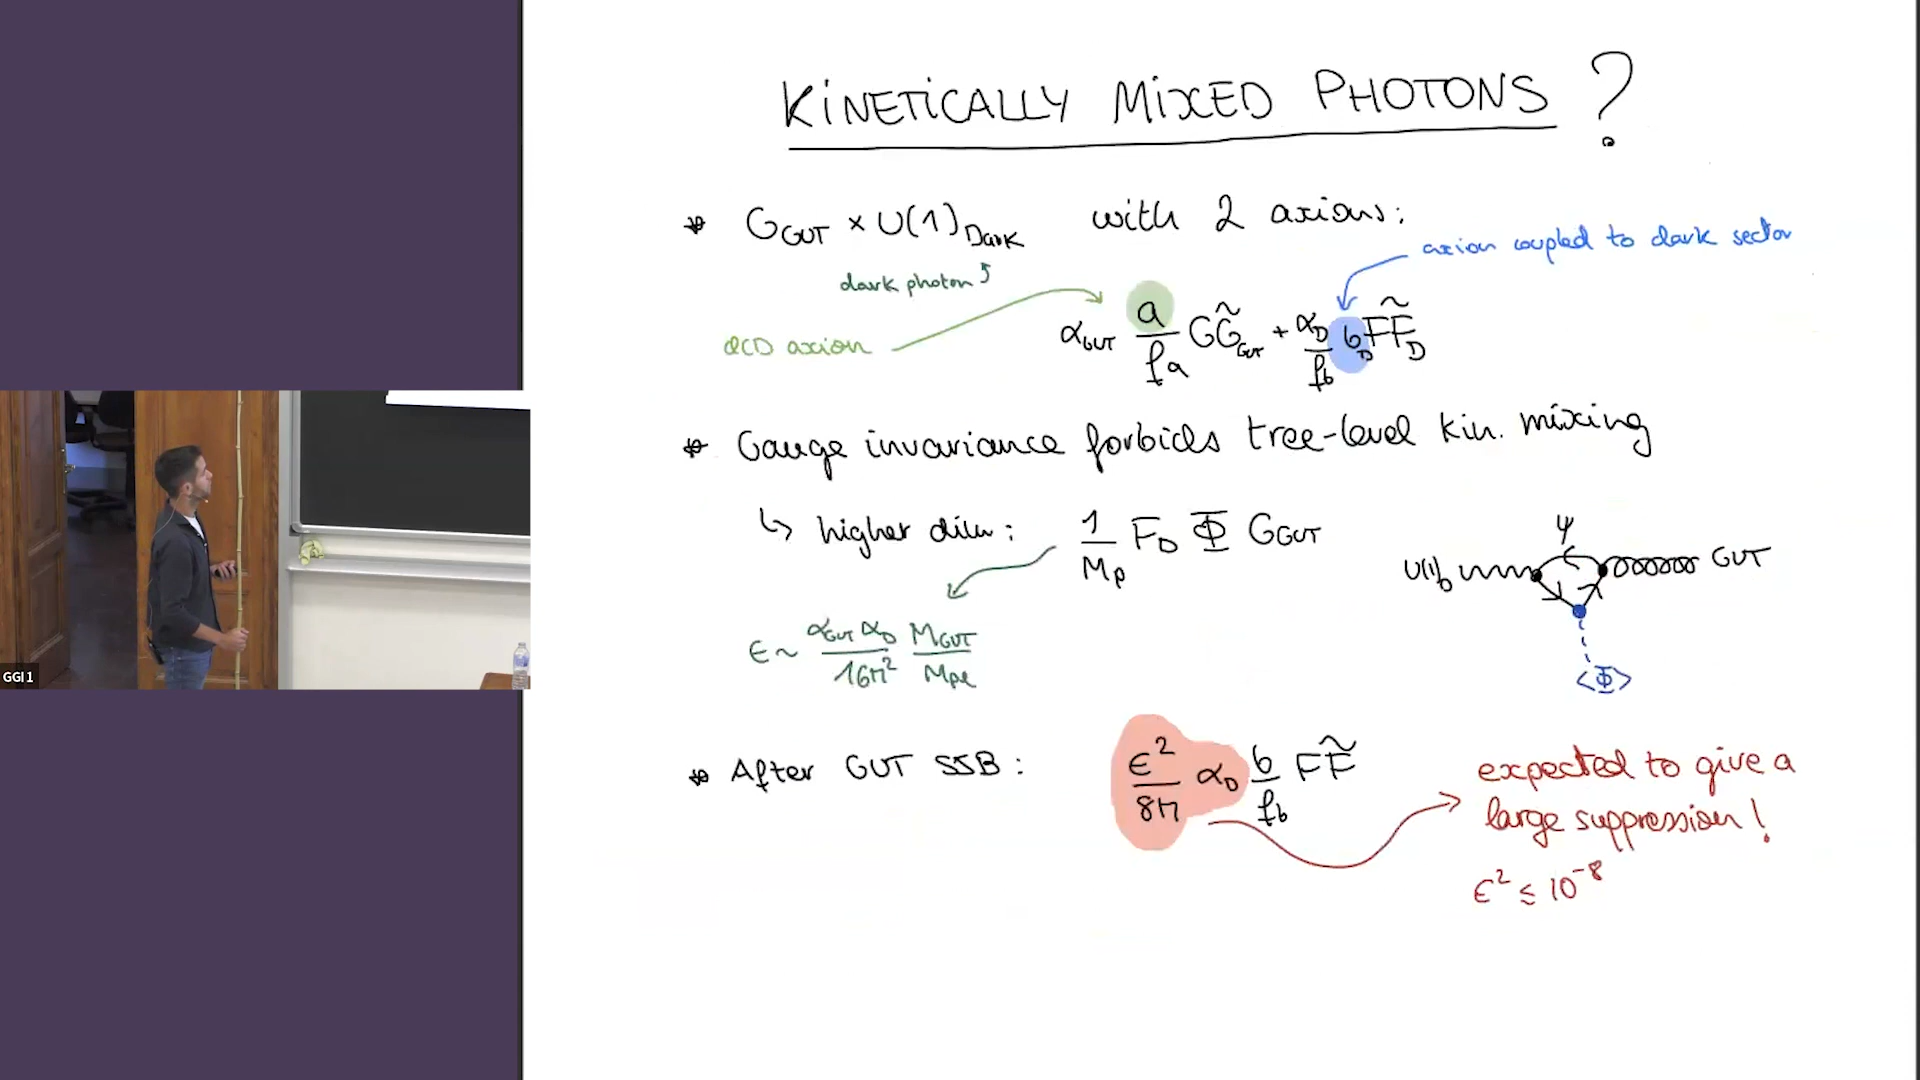 KINETICALLY MIXED PHOTONS ?
* G_GUT × U(1)_Dark with 2 axions:
dark photon
axion coupled to dark sector
QCD axion
α_GUT a/f_a GG̃_GUT + α_D/f_b b_D FF̃_D
* Gauge invariance forbids tree-level kin. mixing
↳ higher dim: 1/M_P F_D Φ G_GUT
ψ
U(1)_D GUT
<Φ>
ϵ ~ α_GUT α_D/16π² M_GUT/M_Pl
* After GUT SSB: ϵ²/8π α_D b/f_b FF̃
expected to give a
large suppression!
ϵ² ≤ 10⁻⁸
GGI 1